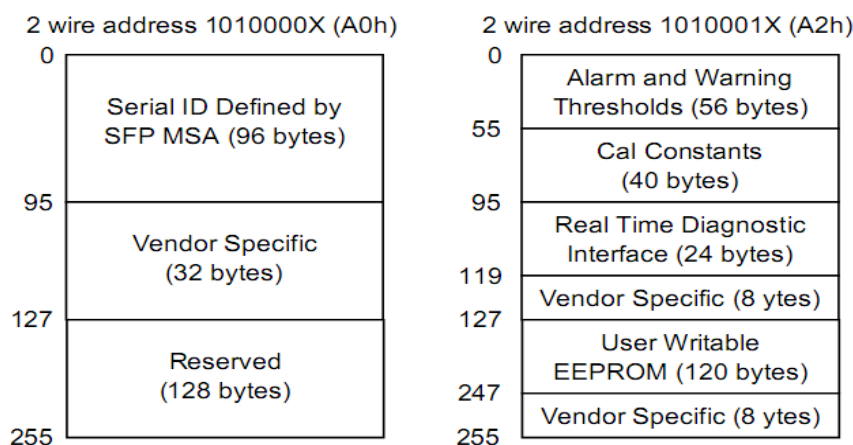 2 wire address 1010000X (A0h)
0
Serial ID Defined by
SFP MSA (96 bytes)
95
Vendor Specific
(32 bytes)
127
Reserved
(128 bytes)
255
2 wire address 1010001X (A2h)
0
Alarm and Warning
Thresholds (56 bytes)
55
Cal Constants
(40 bytes)
95
Real Time Diagnostic
Interface (24 bytes)
119
Vendor Specific (8 ytes)
127
User Writable
EEPROM (120 bytes)
247
Vendor Specific (8 ytes)
255